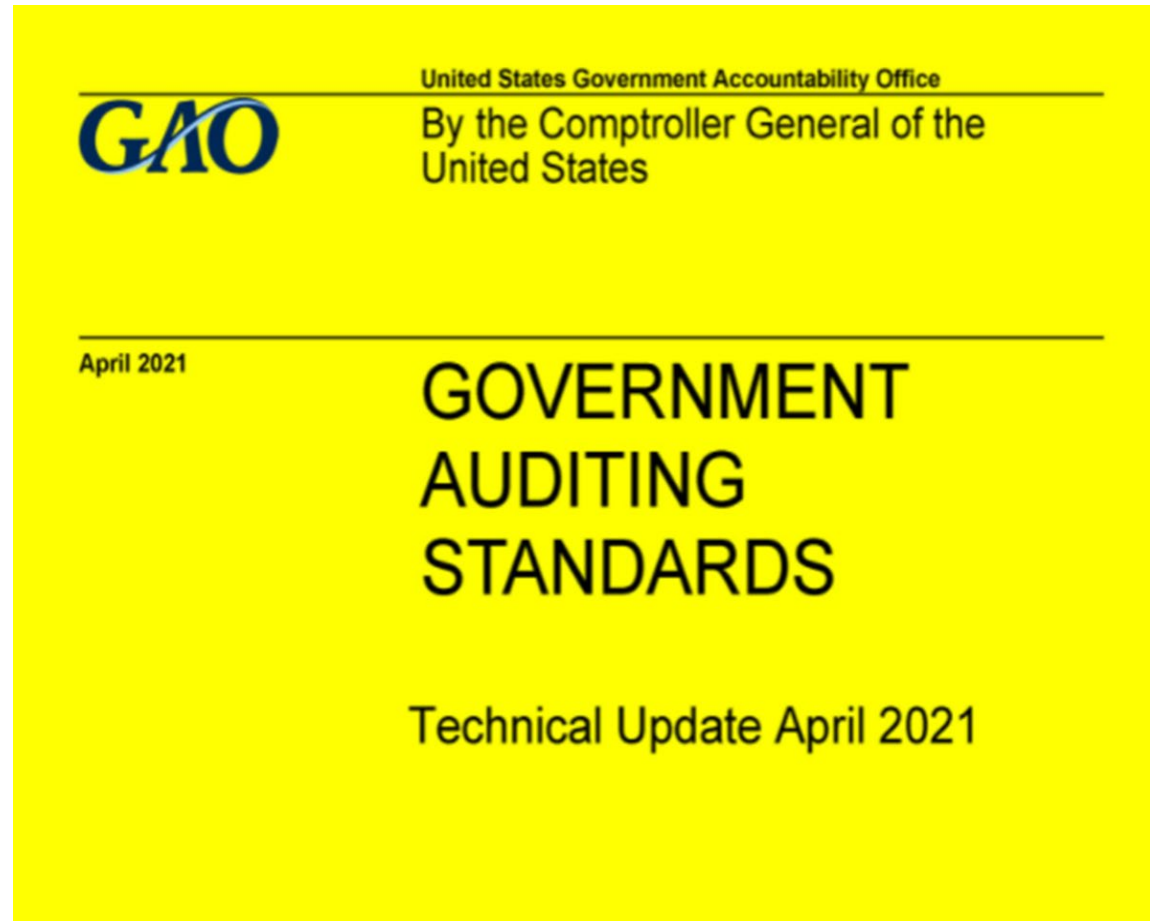 United States Government Accountability Office
GAO
By the Comptroller General of the
United States
April 2021
GOVERNMENT
AUDITING
STANDARDS
Technical Update April 2021